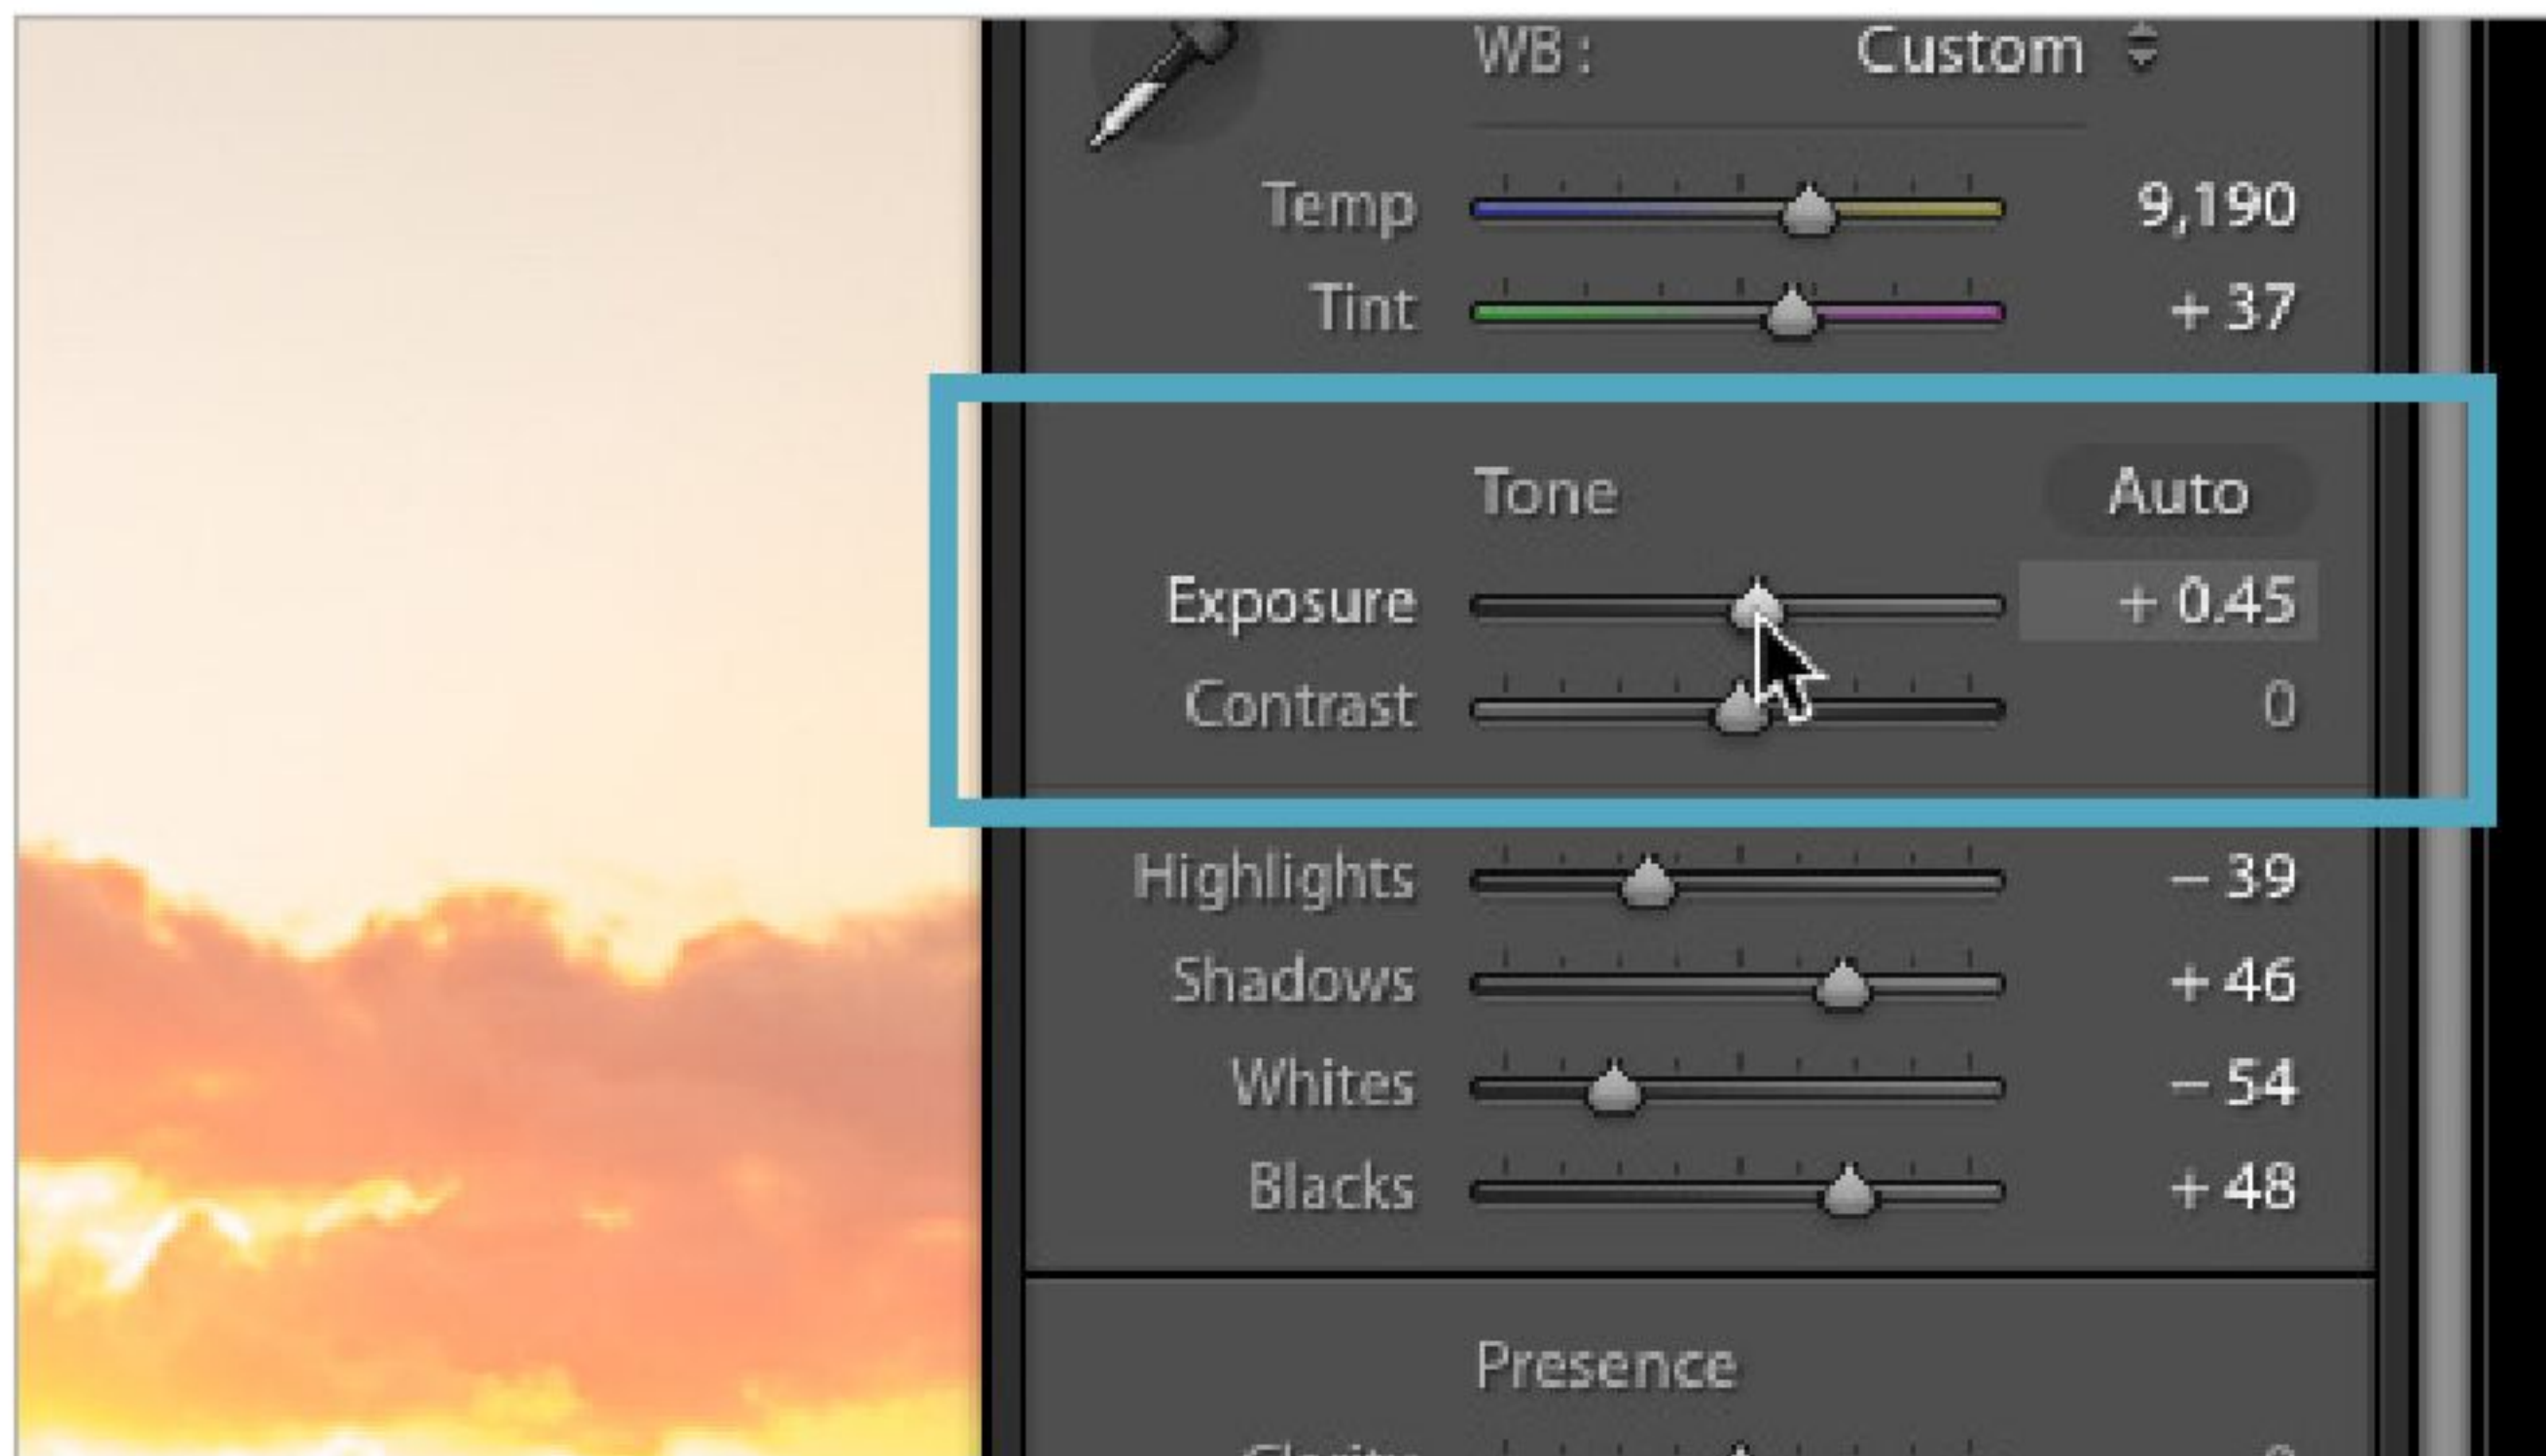 WB : Custom
Temp 9,190
Tint + 37
Tone Auto
Exposure + 0.45
Contrast 0
Highlights – 39
Shadows + 46
Whites – 54
Blacks + 48
Presence